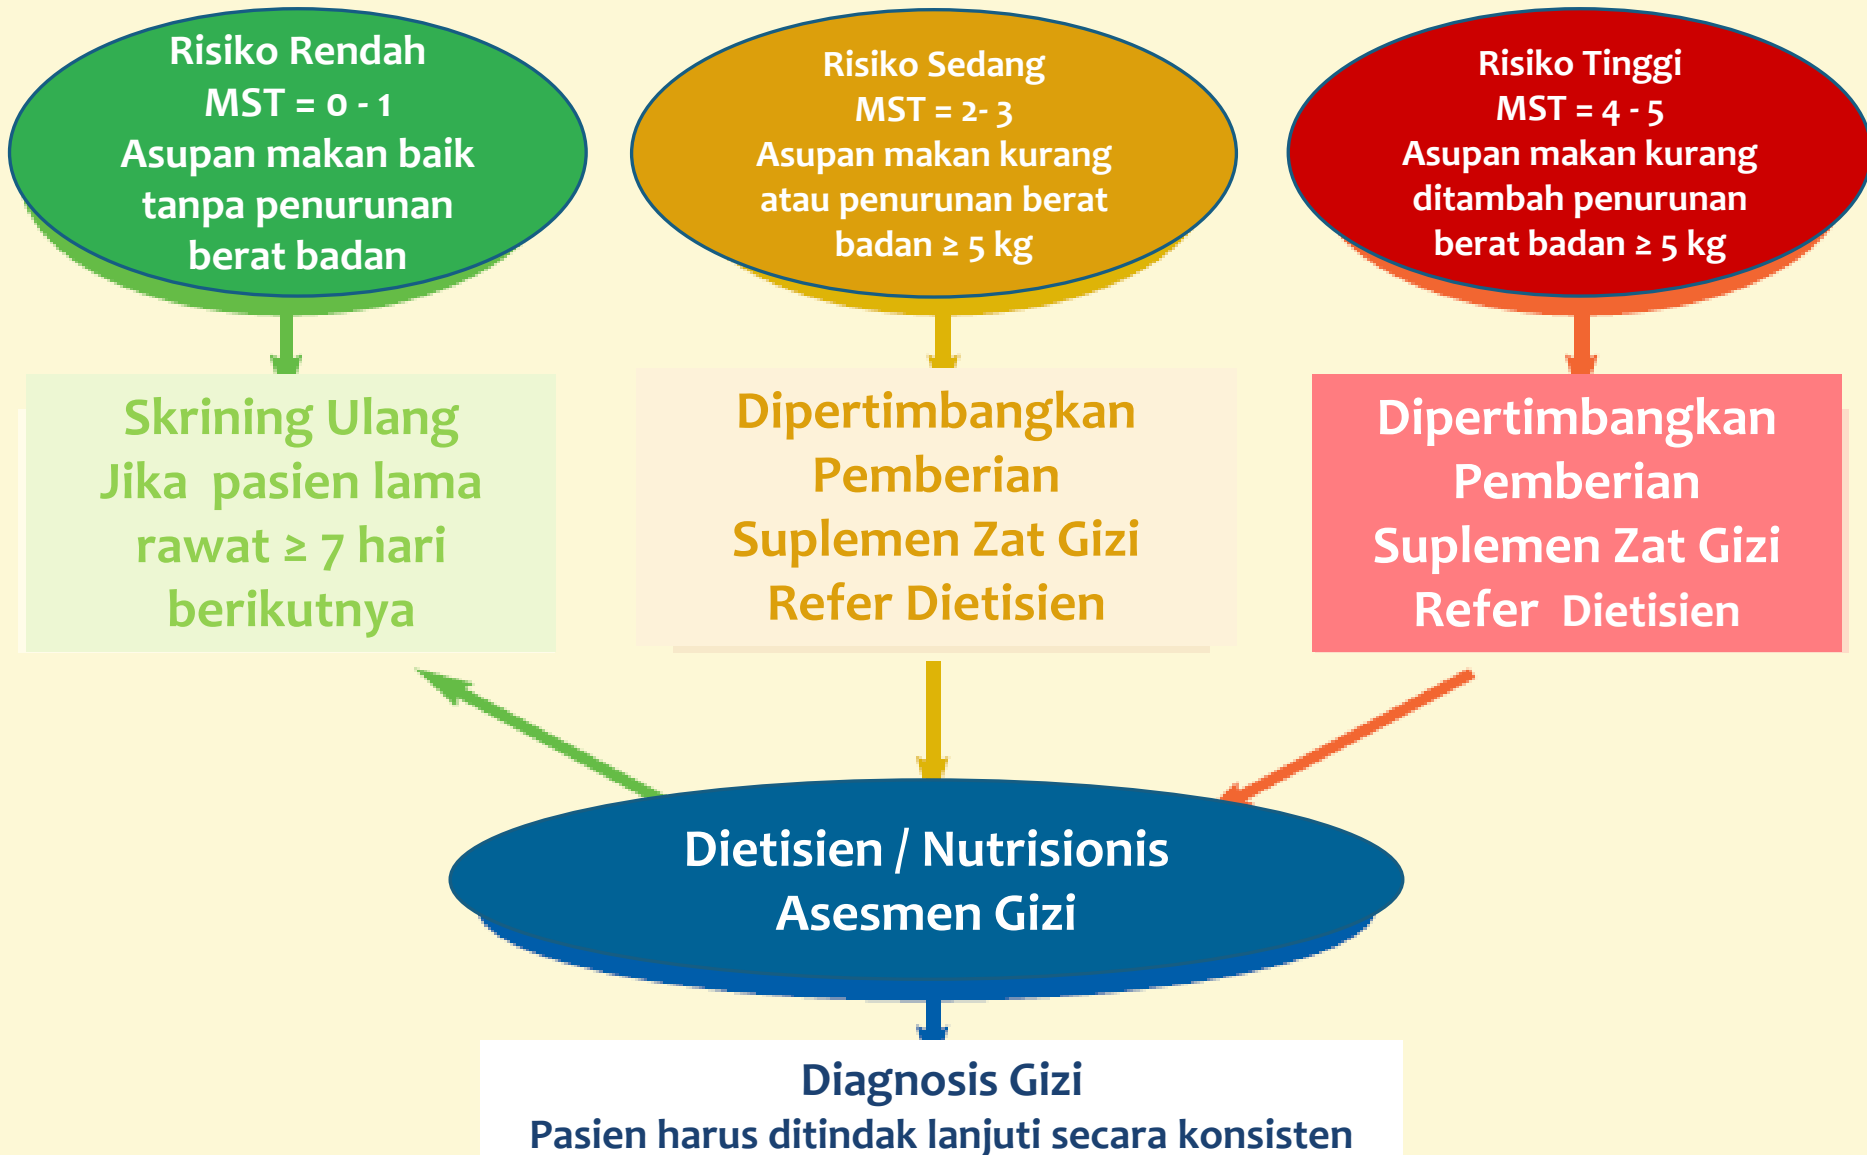 Risiko Rendah
MST = 0 - 1
Asupan makan baik
tanpa penurunan
berat badan
Risiko Sedang
MST = 2- 3
Asupan makan kurang
atau penurunan berat
badan ≥ 5 kg
Risiko Tinggi
MST = 4 - 5
Asupan makan kurang
ditambah penurunan
berat badan ≥ 5 kg
Skrining Ulang
Jika pasien lama
rawat ≥ 7 hari
berikutnya
Dipertimbangkan
Pemberian
Suplemen Zat Gizi
Refer Dietisien
Dipertimbangkan
Pemberian
Suplemen Zat Gizi
Refer Dietisien
Dietisien / Nutrisionis
Asesmen Gizi
Diagnosis Gizi
Pasien harus ditindak lanjuti secara konsisten